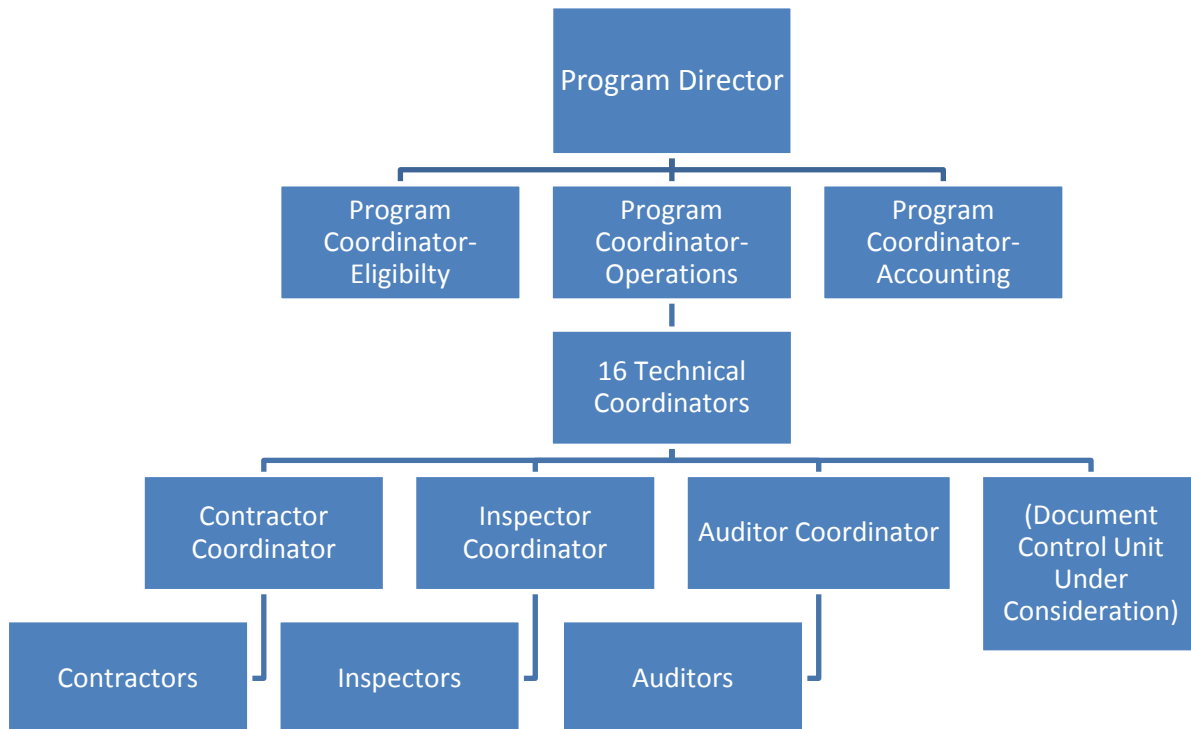 Program Director
Program
Coordinator-
Eligibilty
Program
Coordinator-
Operations
Program
Coordinator-
Accounting
16 Technical
Coordinators
Contractor
Coordinator
Inspector
Coordinator
Auditor Coordinator
(Document
Control Unit
Under
Consideration)
Contractors
Inspectors
Auditors